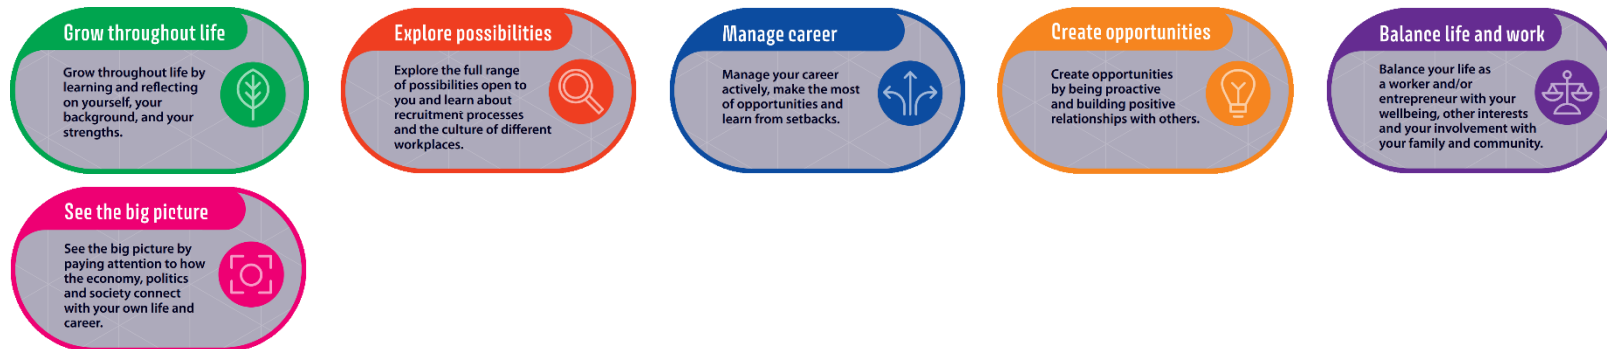 Grow throughout life
Grow throughout life by
learning and reflecting
on yourself, your
background, and your
strengths.
Explore possibilities
Explore the full range
of possibilities open to
you and learn about
recruitment processes
and the culture of different
workplaces.
Manage career
Manage your career
actively, make the most
of opportunities and
learn from setbacks.
Create opportunities
Create opportunities
by being proactive
and building positive
relationships with others.
Balance life and work
Balance your life as
a worker and/or
entrepreneur with your
wellbeing, other interests
and your involvement with
your family and community.
See the big picture
See the big picture by
paying attention to how
the economy, politics
and society connect
with your own life and
career.